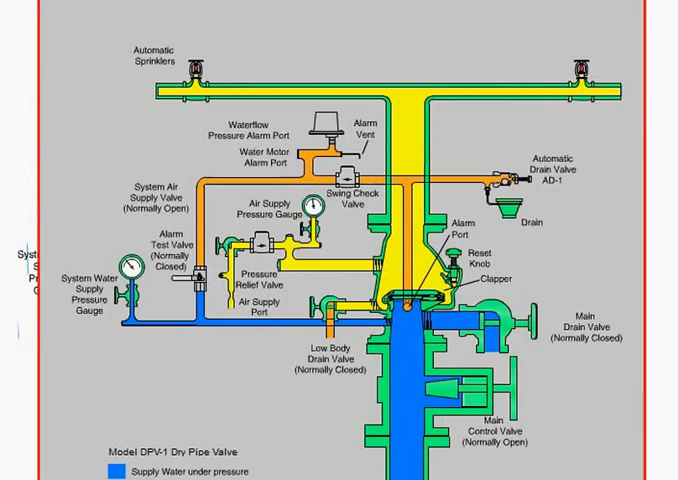 Automatic
Sprinklers
Waterflow
Pressure Alarm Port
Alarm
Vent
Water Motor
Alarm Port
Automatic
Drain Valve
AD-1
System Air
Supply Valve
(Normally Open)
Swing Check
Valve
Air Supply
Pressure Gauge
Drain
Alarm
Port
Alarm
Test Valve
(Normally
Closed)
Reset
Knob
System Water
Supply
Pressure
Gauge
Pressure
Relief Valve
Clapper
Air Supply
Port
Main
Drain Valve
(Normally Closed)
Low Body
Drain Valve
(Normally Closed)
Main
Control Valve
(Normally Open)
Model DPV-1 Dry Pipe Valve
Supply Water under pressure